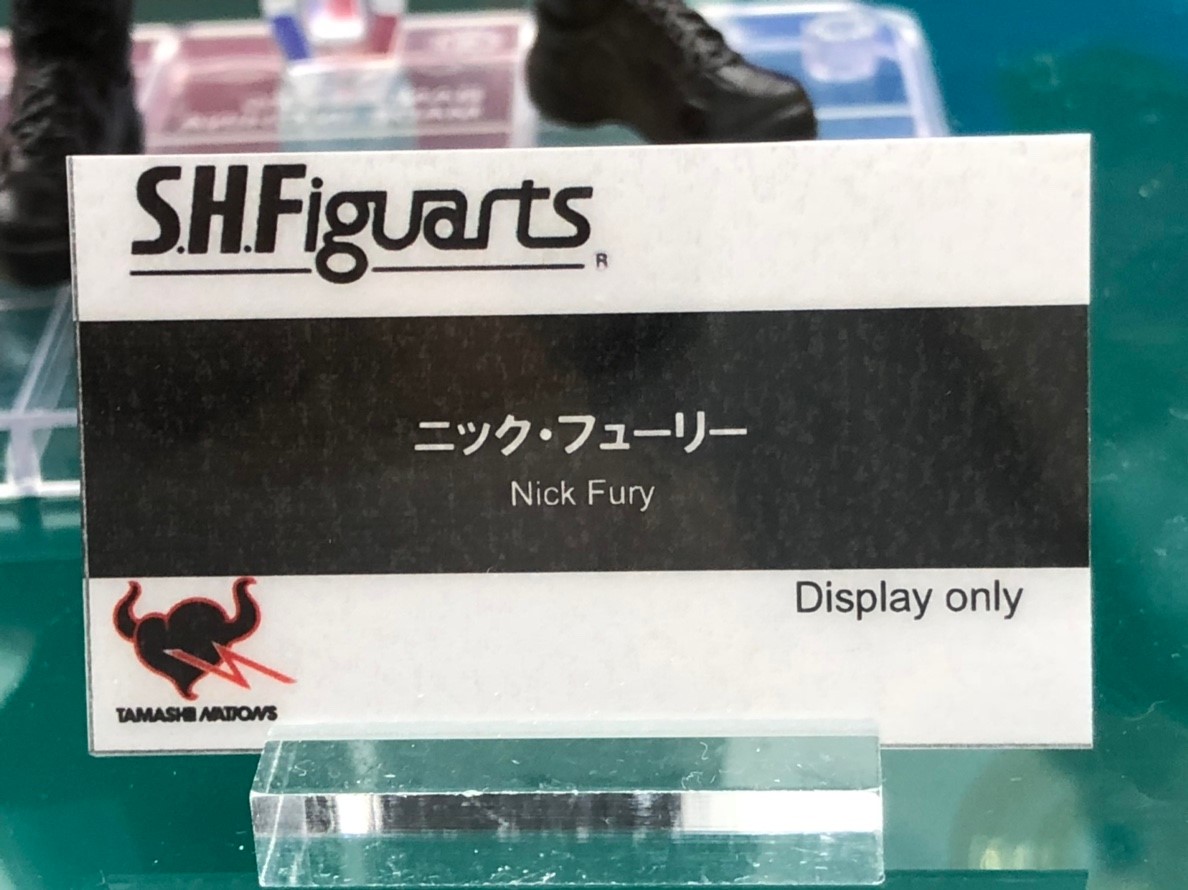 S.H.Figuarts
R
ニック・フューリー
Nick Fury
Display only
TAMASHII NATIONS